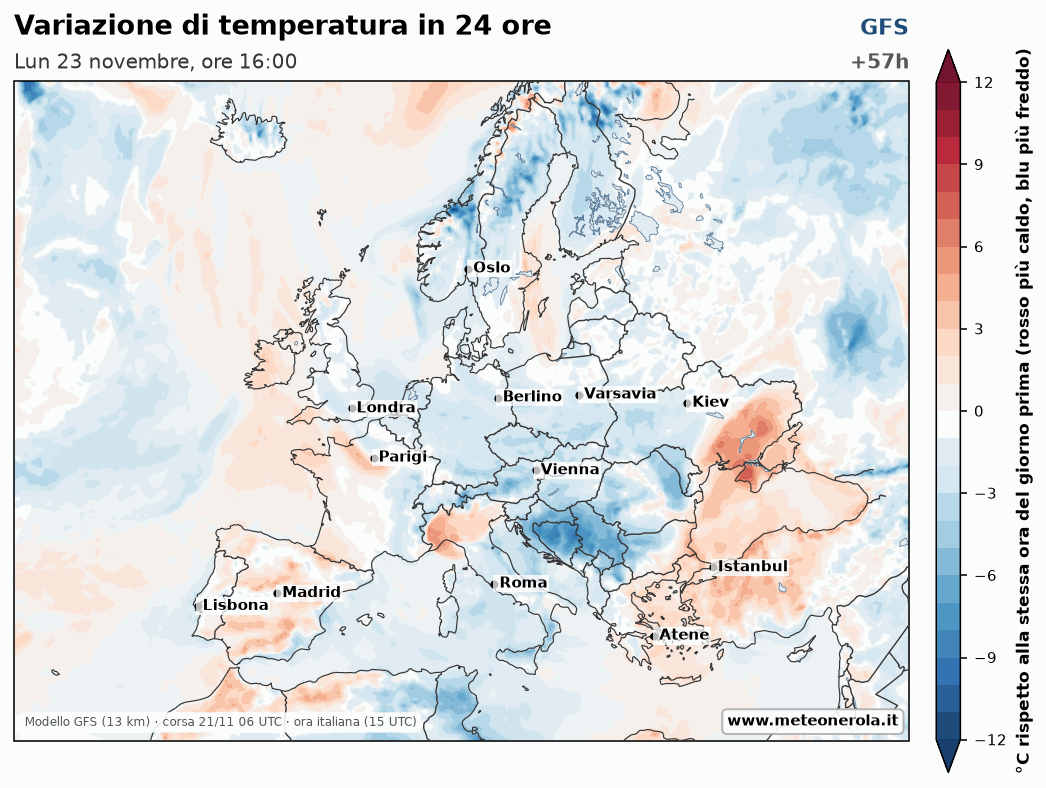 Variazione di temperatura in 24 ore
GFS
Lun 23 novembre, ore 16:00
+57h
Oslo
Berlino
Varsavia
Kiev
Londra
Parigi
Vienna
Istanbul
Roma
Madrid
Lisbona
Atene
Modello GFS (13 km) · corsa 21/11 06 UTC · ora italiana (15 UTC)
www.meteonerola.it
12
9
6
3
0
−3
−6
−9
−12
°C rispetto alla stessa ora del giorno prima (rosso più caldo, blu più freddo)